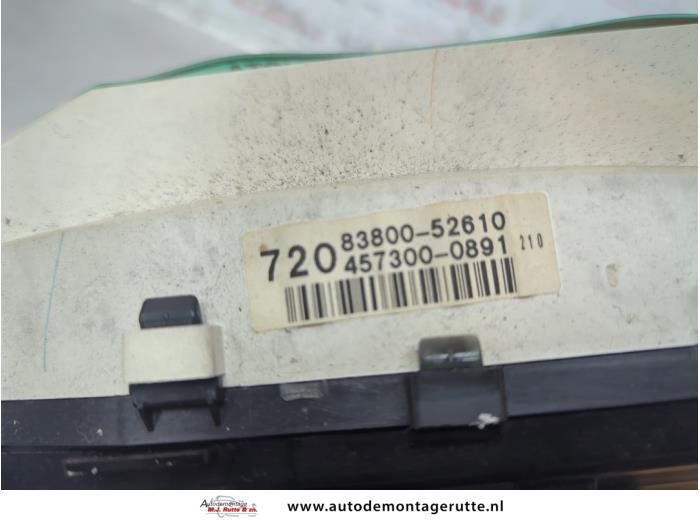 720
83800-52610
457300-0891
210
Autodemontage
M.J. Rutte & zn.
www.autodemontagerutte.nl